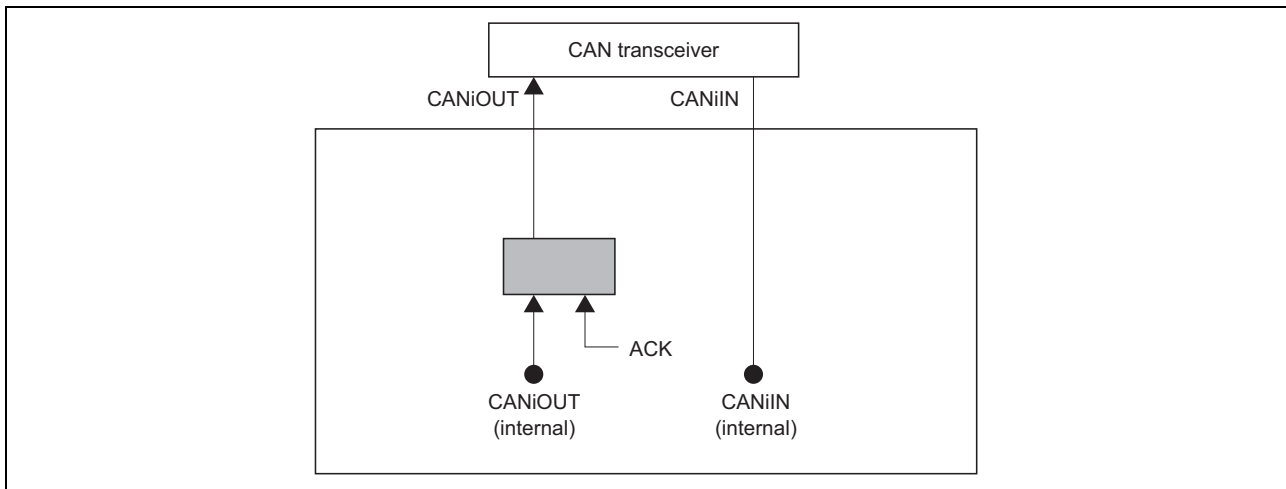 CAN transceiver
CANiOUT
CANiIN
ACK
CANiOUT
(internal)
CANiIN
(internal)